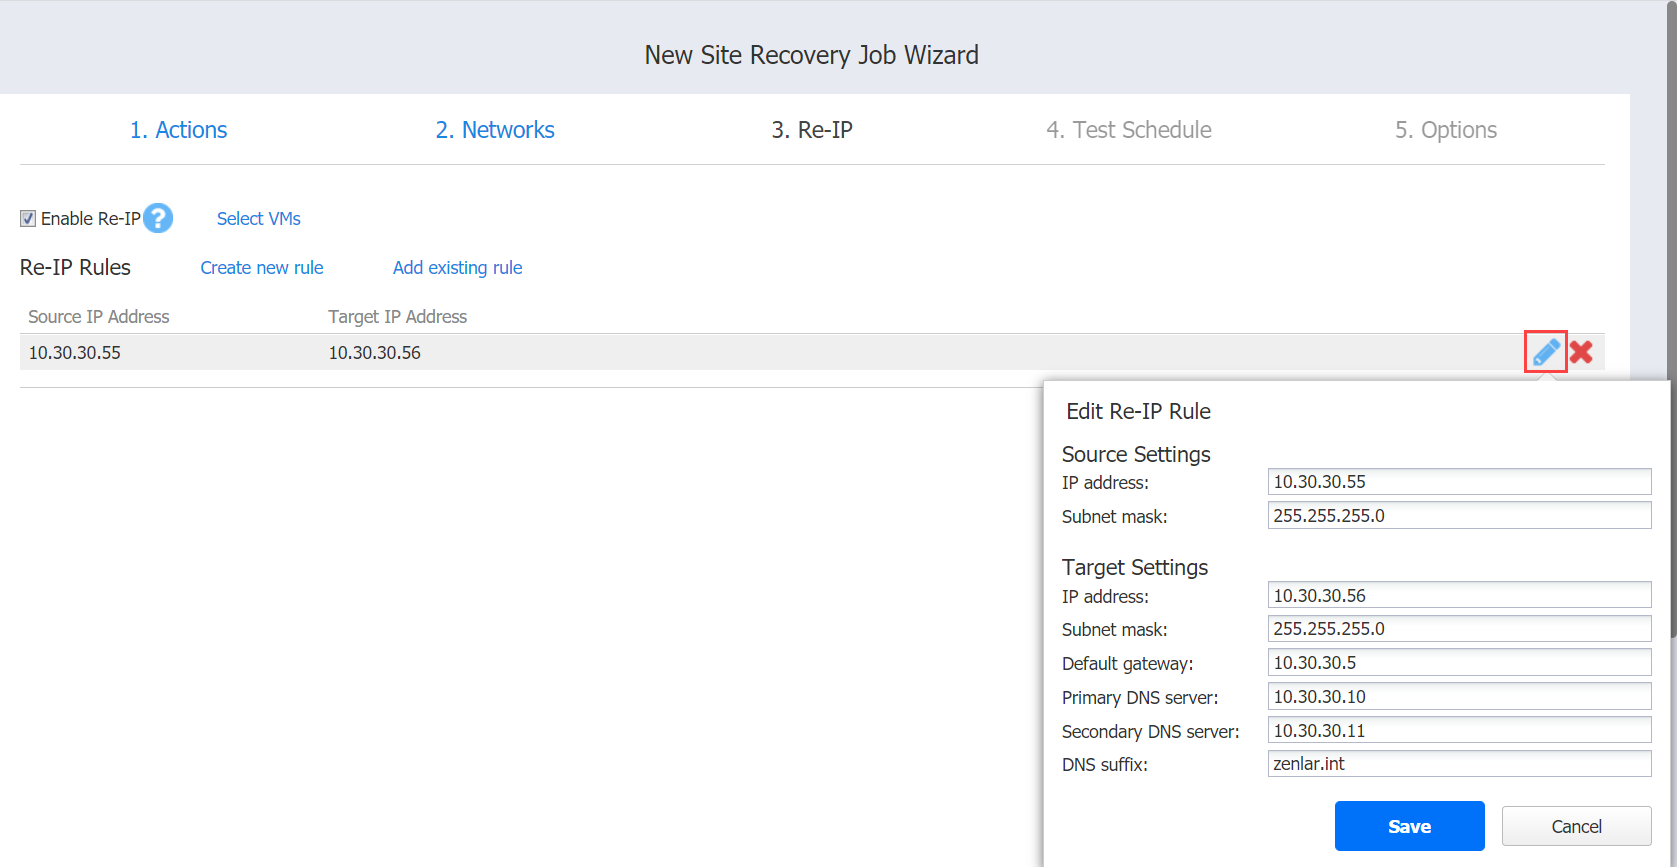 New Site Recovery Job Wizard
1. Actions 2. Networks 3. Re-IP 4. Test Schedule 5. Options
Enable Re-IP ? Select VMs
Re-IP Rules Create new rule Add existing rule
Source IP Address Target IP Address
10.30.30.55 10.30.30.56
Edit Re-IP Rule
Source Settings
IP address: 10.30.30.55
Subnet mask: 255.255.255.0
Target Settings
IP address: 10.30.30.56
Subnet mask: 255.255.255.0
Default gateway: 10.30.30.5
Primary DNS server: 10.30.30.10
Secondary DNS server: 10.30.30.11
DNS suffix: zenlar.int
Save Cancel